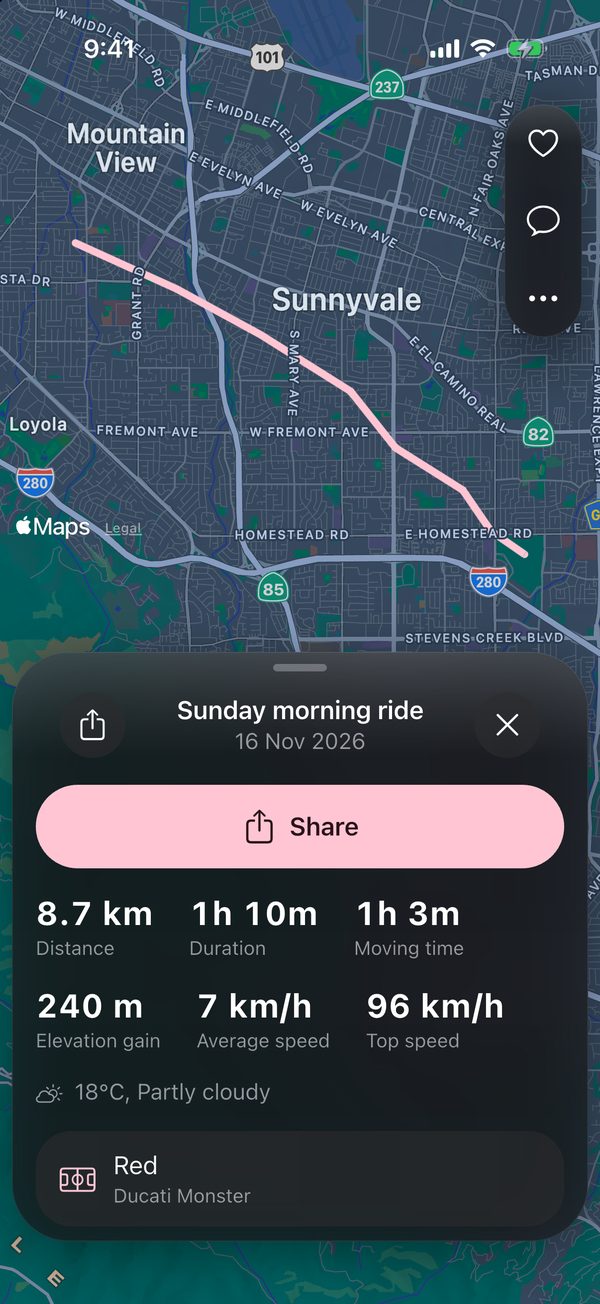 W MIDDLEFIELD RD
9:41
101
237
TASMAN D
Mountain
View
E MIDDLEFIELD RD
N FAIR OAKS AVE
E EVELYN AVE
W EVELYN AVE
CENTRAL EXP
STA DR
GRANT RD
Sunnyvale
S MARY AVE
E EL CAMINO REAL
LAWRENCE EXPY
Loyola
FREMONT AVE
W FREMONT AVE
82
280
G
Maps
Legal
HOMESTEAD RD
E HOMESTEAD RD
85
280
STEVENS CREEK BLVD
Sunday morning ride
16 Nov 2026
Share
8.7 km
1h 10m
1h 3m
Distance
Duration
Moving time
240 m
7 km/h
96 km/h
Elevation gain
Average speed
Top speed
18°C, Partly cloudy
Red
Ducati Monster
L E